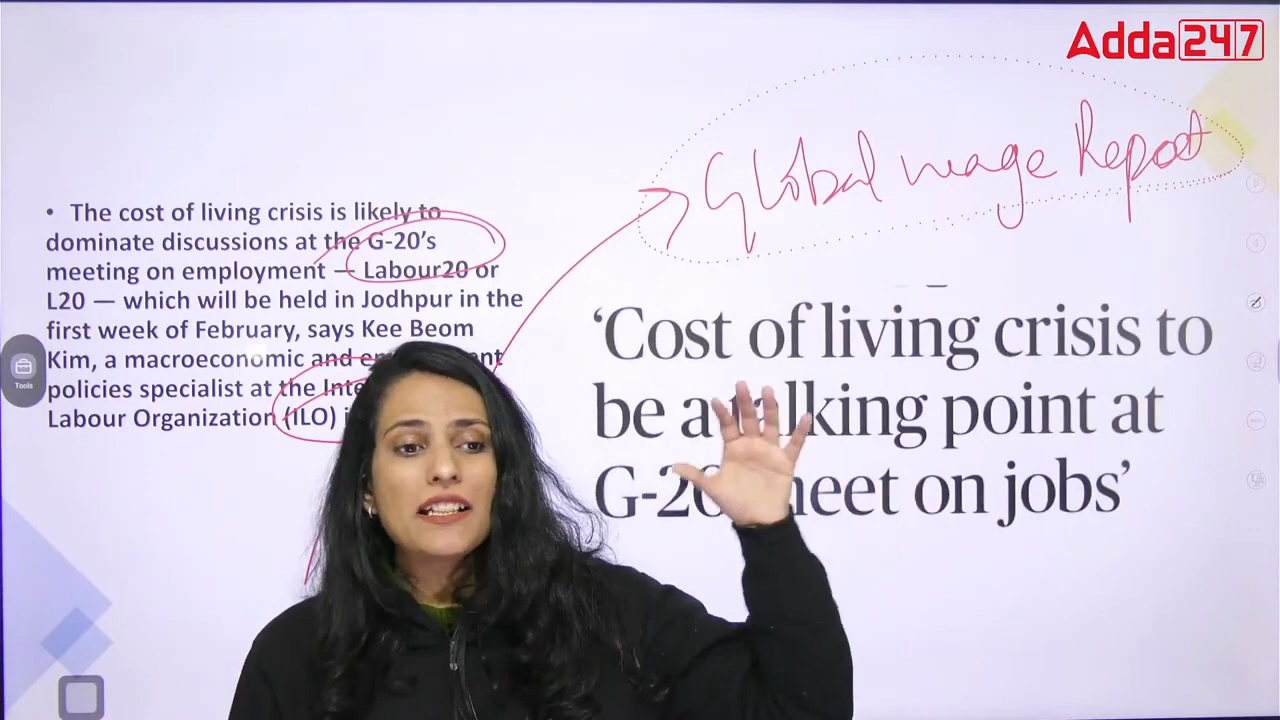 Adda247
Global wage Report
• The cost of living crisis is likely to
dominate discussions at the G-20’s
meeting on employment — Labour20 or
L20 — which will be held in Jodhpur in the
first week of February, says Kee Beom
Kim, a macroeconomic and
policies specialist at the
Labour Organization (ILO)
Tools
‘Cost of living crisis to
be a talking point at
G-20 meet on jobs’